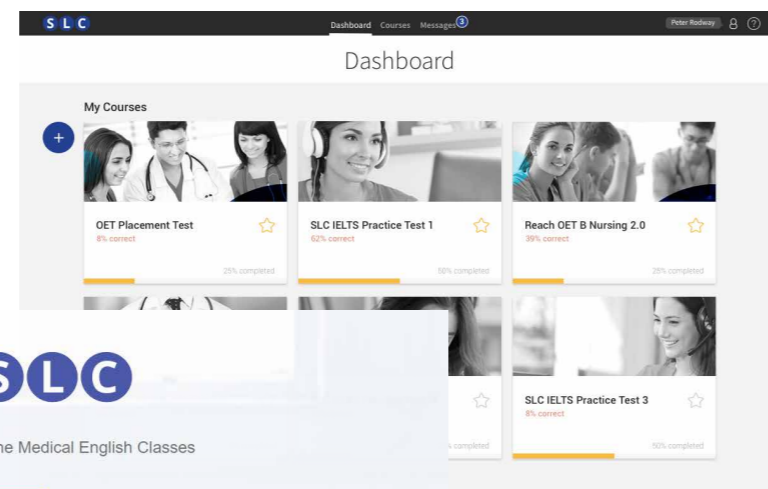 SLC
Dashboard Courses Messages 3
Peter Rodway
?
Dashboard
My Courses
+
OET Placement Test
8% correct
25% completed
SLC IELTS Practice Test 1
62% correct
50% completed
Reach OET B Nursing 2.0
39% correct
25% completed
SLC
ne Medical English Classes
completed
SLC IELTS Practice Test 3
8% correct
50% completed